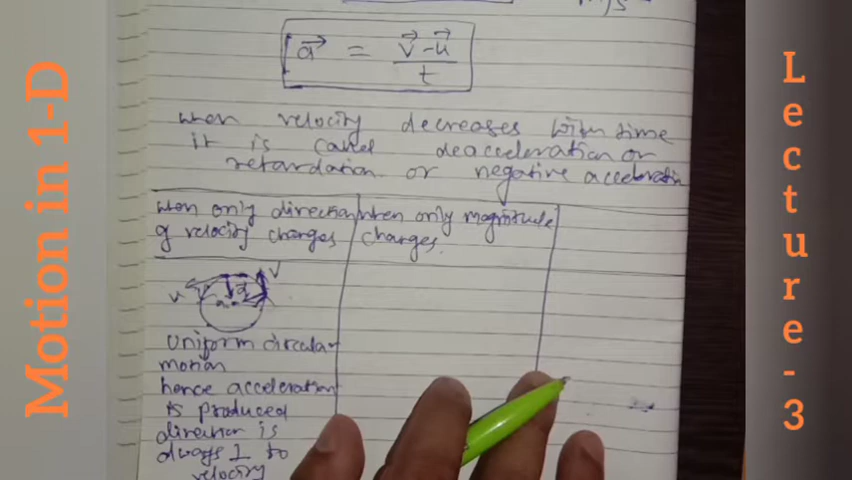 Motion in 1-D
Lecture-3
m/s
a = v - u
t
when velocity decreases with time
it is called deacceleration or
retardation or negative acceleratin
when only direction
of velocity changes
when only magnitude
changes.
v
v
a
Uniform circular
motion
hence acceleration
is produced
direction is
always ⊥ to
velocity